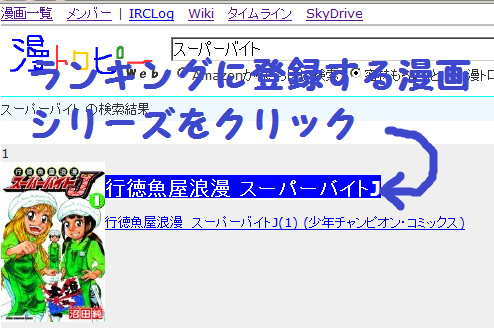 漫画一覧 メンバー | IRCLog Wiki タイムライン SkyDrive
漫トロピー Web
スーパーバイト
ランキングに登録する漫画
シリーズをクリック
スーパーバイト の検索結果
1
行徳魚屋浪漫 スーパーバイトJ
行徳魚屋浪漫 スーパーバイトJ(1) (少年チャンピオン・コミックス)
行徳魚屋浪漫
スーパーバイトJ
1
沼田純